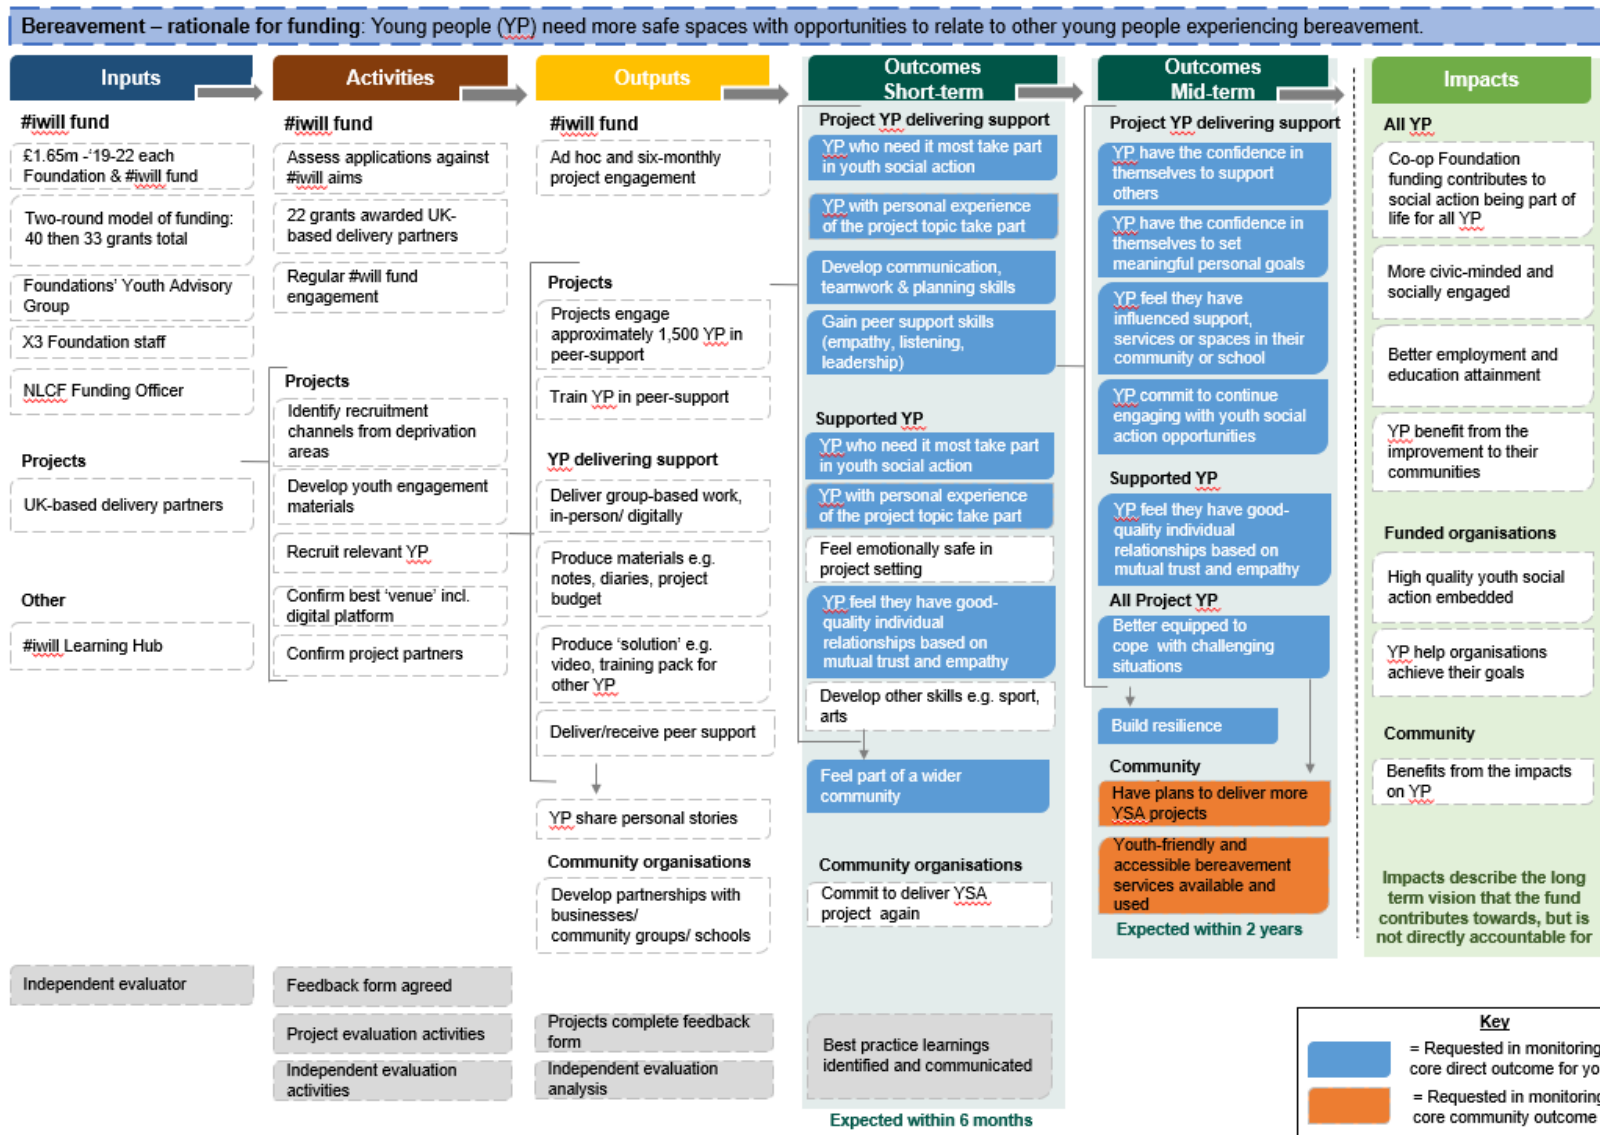 Bereavement – rationale for funding: Young people (YP) need more safe spaces with opportunities to relate to other young people experiencing bereavement.
Inputs
#iwill fund
£1.65m -‘19-22 each
Foundation & #iwill fund
Two-round model of funding:
40 then 33 grants total
Foundations’ Youth Advisory
Group
X3 Foundation staff
NLCF Funding Officer
Projects
UK-based delivery partners
Other
#iwill Learning Hub
Independent evaluator
Activities
#iwill fund
Assess applications against
#iwill aims
22 grants awarded UK-
based delivery partners
Regular #will fund
engagement
Projects
Identify recruitment
channels from deprivation
areas
Develop youth engagement
materials
Recruit relevant YP
Confirm best ‘venue’ incl.
digital platform
Confirm project partners
Feedback form agreed
Project evaluation activities
Independent evaluation
activities
Outputs
#iwill fund
Ad hoc and six-monthly
project engagement
Projects
Projects engage
approximately 1,500 YP in
peer-support
Train YP in peer-support
YP delivering support
Deliver group-based work,
in-person/ digitally
Produce materials e.g.
notes, diaries, project
budget
Produce ‘solution’ e.g.
video, training pack for
other YP
Deliver/receive peer support
YP share personal stories
Community organisations
Develop partnerships with
businesses/
community groups/ schools
Projects complete feedback
form
Independent evaluation
analysis
Outcomes
Short-term
Project YP delivering support
YP who need it most take part
in youth social action
YP with personal experience
of the project topic take part
Develop communication,
teamwork & planning skills
Gain peer support skills
(empathy, listening,
leadership)
Supported YP
YP who need it most take part
in youth social action
YP with personal experience
of the project topic take part
Feel emotionally safe in
project setting
YP feel they have good-
quality individual
relationships based on
mutual trust and empathy
Develop other skills e.g. sport,
arts
Feel part of a wider
community
Community organisations
Commit to deliver YSA
project again
Best practice learnings
identified and communicated
Expected within 6 months
Outcomes
Mid-term
Project YP delivering support
YP have the confidence in
themselves to support
others
YP have the confidence in
themselves to set
meaningful personal goals
YP feel they have
influenced support,
services or spaces in their
community or school
YP commit to continue
engaging with youth social
action opportunities
Supported YP
YP feel they have good-
quality individual
relationships based on
mutual trust and empathy
All Project YP
Better equipped to
cope with challenging
situations
Build resilience
Community
Have plans to deliver more
YSA projects
Youth-friendly and
accessible bereavement
services available and
used
Expected within 2 years
Impacts
All YP
Co-op Foundation
funding contributes to
social action being part of
life for all YP
More civic-minded and
socially engaged
Better employment and
education attainment
YP benefit from the
improvement to their
communities
Funded organisations
High quality youth social
action embedded
YP help organisations
achieve their goals
Community
Benefits from the impacts
on YP
Impacts describe the long
term vision that the fund
contributes towards, but is
not directly accountable for
Key
= Requested in monitoring
core direct outcome for yo
= Requested in monitoring
core community outcome